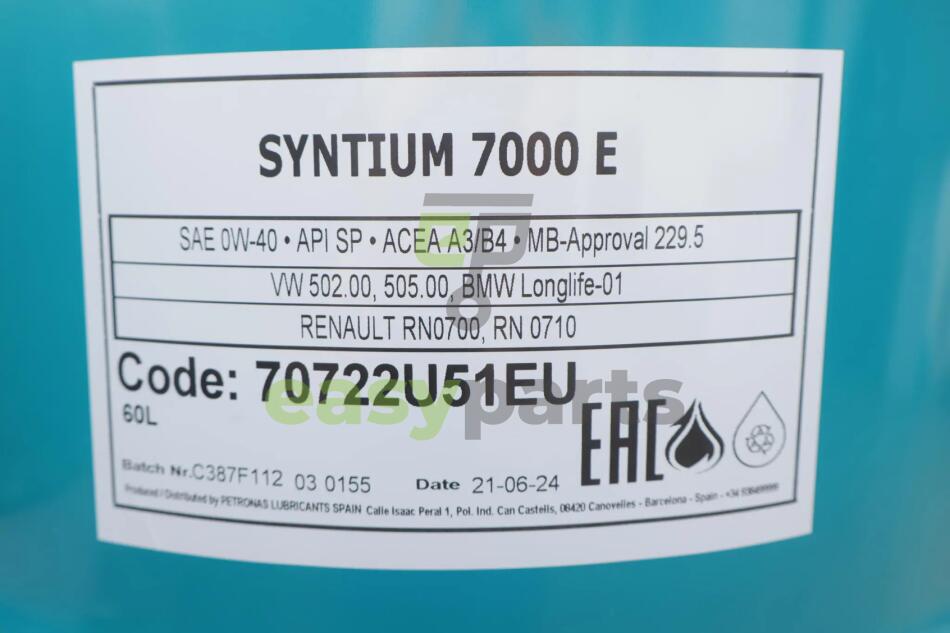 SYNTIUM 7000 E
SAE 0W-40 • API SP • ACEA A3/B4 • MB-Approval 229.5
VW 502.00, 505.00, BMW Longlife-01
RENAULT RN0700, RN 0710
Code: 70722U51EU
easyparts
60L
EAC
Batch Nr.C387F112 03 0155 Date 21-06-24
Produced / Distributed by PETRONAS LUBRICANTS SPAIN Calle Isaac Peral 1, Pol. Ind. Can Castells, 08420 Canovelles - Barcelona - Spain -